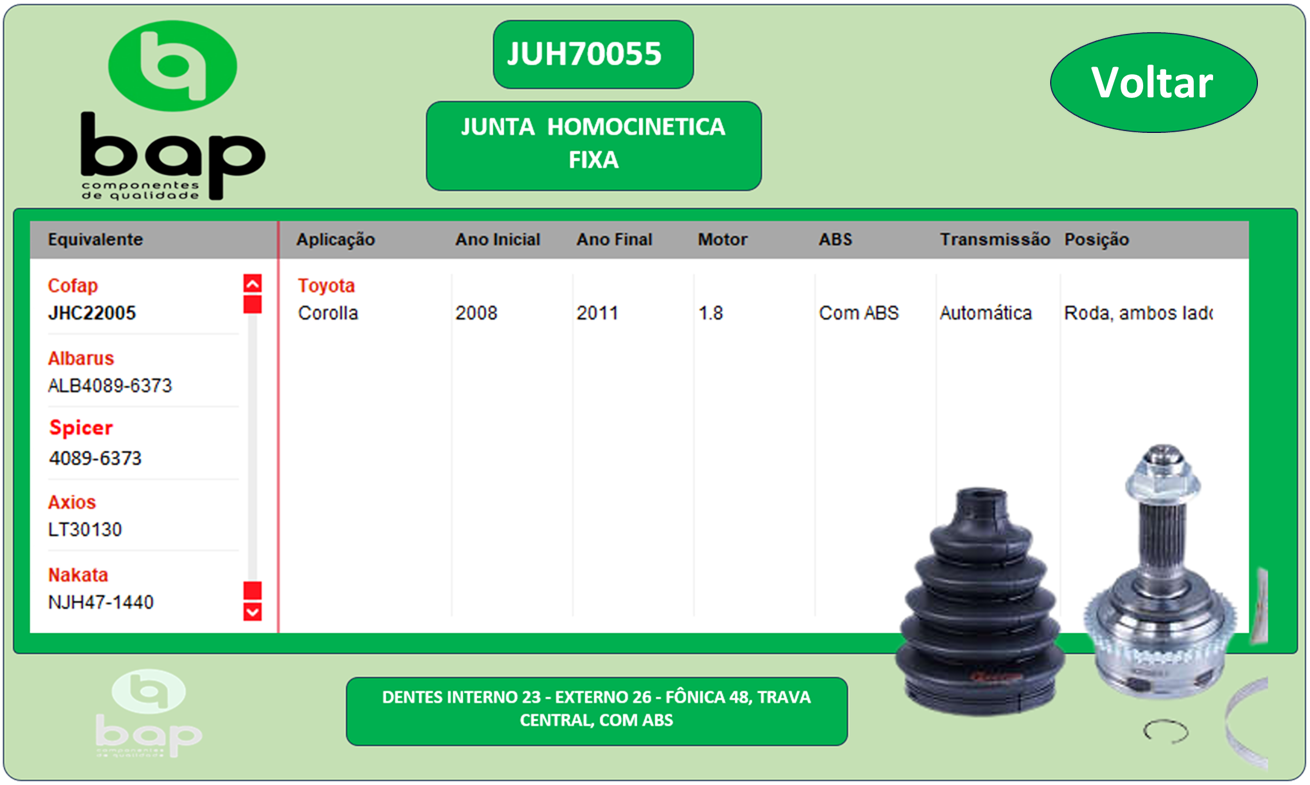 bap
componentes
de qualidade
JUH70055
JUNTA HOMOCINETICA
FIXA
Voltar
Equivalente
Aplicação Ano Inicial Ano Final Motor ABS Transmissão Posição
Cofap
JHC22005
Albarus
ALB4089-6373
Spicer
4089-6373
Axios
LT30130
Nakata
NJH47-1440
Toyota
Corolla 2008 2011 1.8 Com ABS Automática Roda, ambos lado
bap
componentes
de qualidade
DENTES INTERNO 23 - EXTERNO 26 - FÔNICA 48, TRAVA
CENTRAL, COM ABS